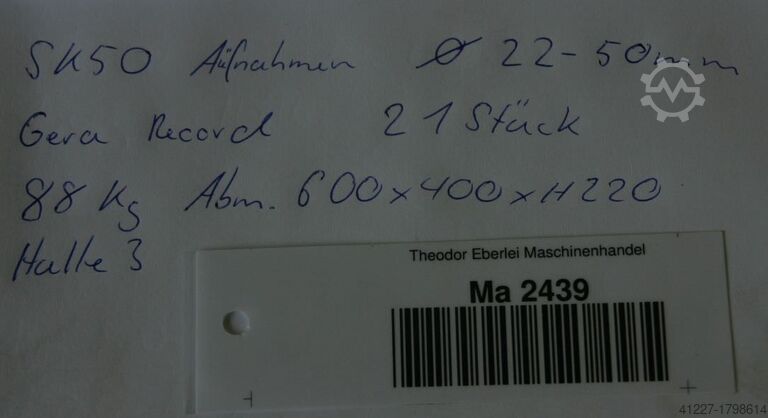 SK50 Aüfnahmen Ø 22-50mm
Gera Record 21 Stück
88 Kg Abm. 600x400xH220
Halle 3
Theodor Eberlei Maschinenhandel
Ma 2439
41227-1798614